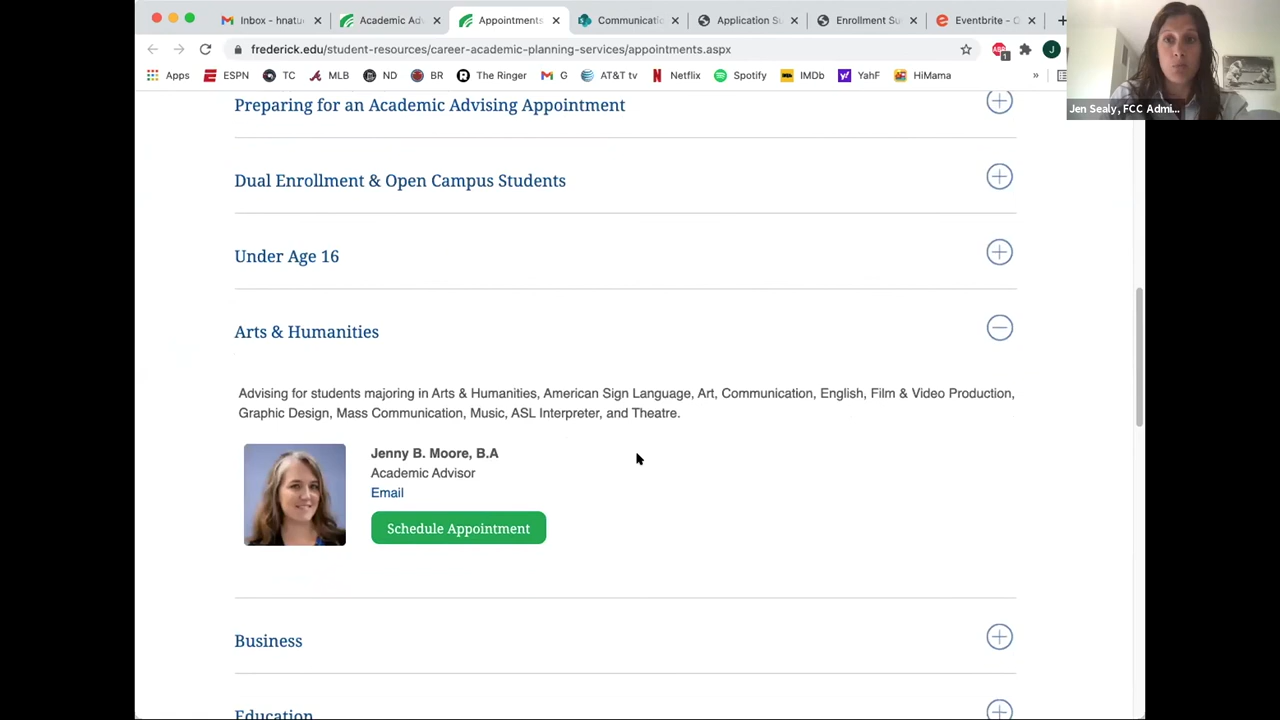 Inbox - hnatu
Academic Adv
Appointments
Communicatio
Application Su
Enrollment Su
Eventbrite - C
frederick.edu/student-resources/career-academic-planning-services/appointments.aspx
ABP
1
J
Apps
ESPN
TC
MLB
ND
BR
The Ringer
G
AT&T tv
Netflix
Spotify
IMDb
YahF
HiMama
»
Jen Sealy, FCC Admi...
Preparing for an Academic Advising Appointment
Dual Enrollment & Open Campus Students
Under Age 16
Arts & Humanities
Advising for students majoring in Arts & Humanities, American Sign Language, Art, Communication, English, Film & Video Production,
Graphic Design, Mass Communication, Music, ASL Interpreter, and Theatre.
Jenny B. Moore, B.A
Academic Advisor
Email
Schedule Appointment
Business
Education